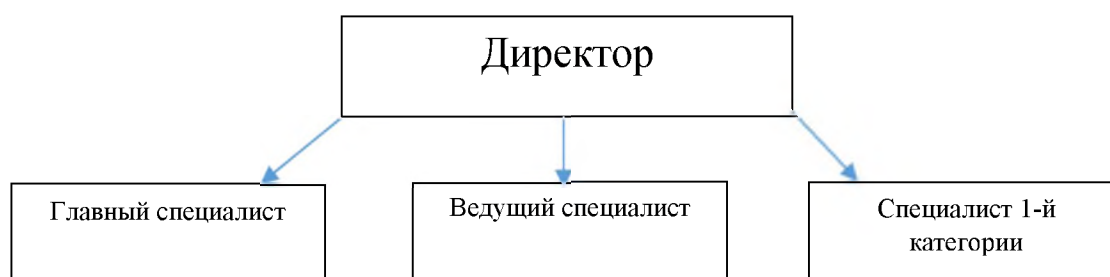 Директор
Главный специалист
Ведущий специалист
Специалист 1-й
категории